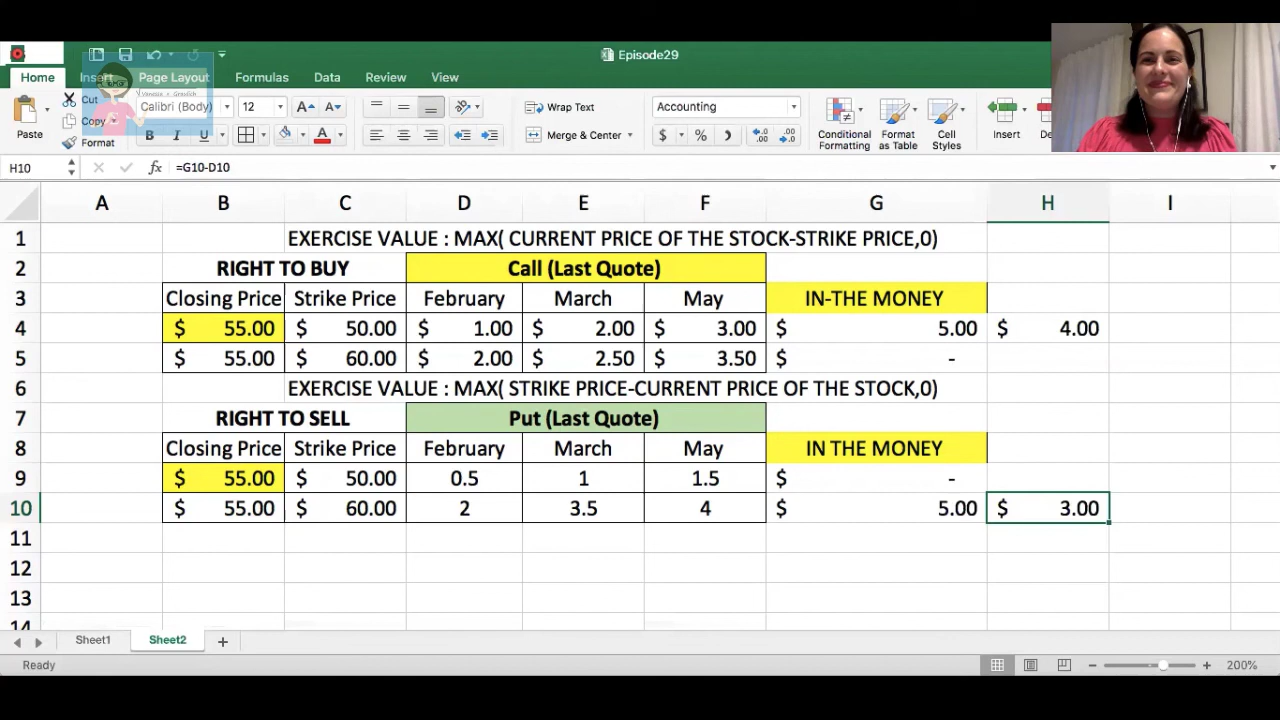 Episode29
Home Insert Page Layout Formulas Data Review View
Cut
Calibri (Body) 12 Wrap Text Accounting
Copy
Paste Format B I U Merge & Center $ % Conditional Formatting Format as Table Cell Styles Insert
H10 fx =G10-D10
A B C D E F G H I
1 EXERCISE VALUE : MAX( CURRENT PRICE OF THE STOCK-STRIKE PRICE,0)
2 RIGHT TO BUY Call (Last Quote)
3 Closing Price Strike Price February March May IN-THE MONEY
4 $ 55.00 $ 50.00 $ 1.00 $ 2.00 $ 3.00 $ 5.00 $ 4.00
5 $ 55.00 $ 60.00 $ 2.00 $ 2.50 $ 3.50 $ -
6 EXERCISE VALUE : MAX( STRIKE PRICE-CURRENT PRICE OF THE STOCK,0)
7 RIGHT TO SELL Put (Last Quote)
8 Closing Price Strike Price February March May IN THE MONEY
9 $ 55.00 $ 50.00 0.5 1 1.5 $ -
10 $ 55.00 $ 60.00 2 3.5 4 $ 5.00 $ 3.00
11
12
13
14
Sheet1 Sheet2
Ready 200%